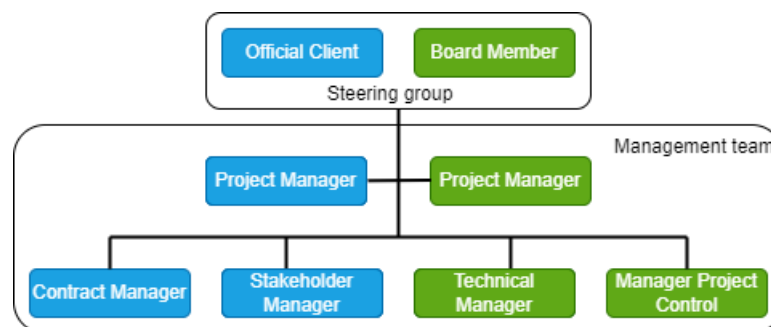 Official Client
Board Member
Steering group
Management team
Project Manager
Project Manager
Contract Manager
Stakeholder
Manager
Technical
Manager
Manager Project
Control